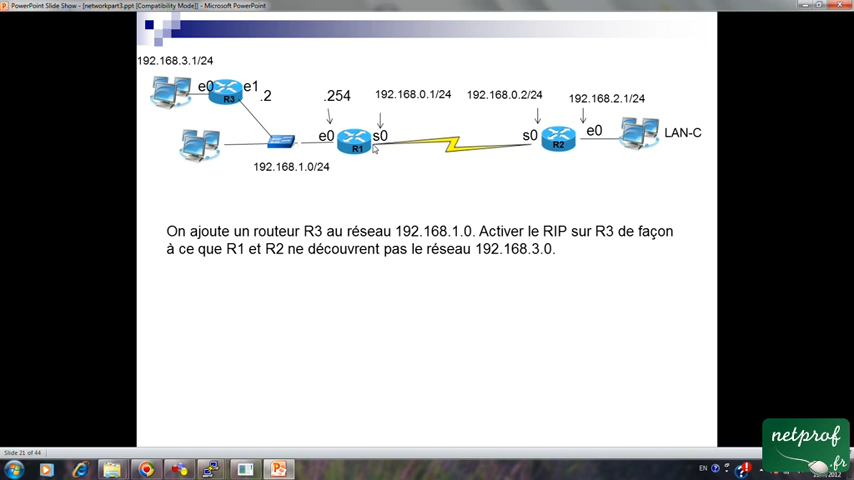 PowerPoint Slide Show - [networkpart3.ppt [Compatibility Mode]] - Microsoft PowerPoint
192.168.3.1/24
e0 R3 e1
.2
.254
192.168.0.1/24
192.168.0.2/24
192.168.2.1/24
e0 R1 s0
s0 R2 e0
LAN-C
192.168.1.0/24
On ajoute un routeur R3 au réseau 192.168.1.0. Activer le RIP sur R3 de façon
à ce que R1 et R2 ne découvrent pas le réseau 192.168.3.0.
netprof
.fr
Slide 21 of 44
EN